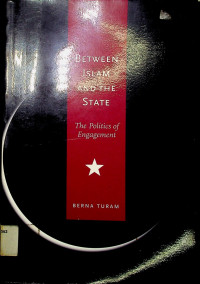 BETWEEN
ISLAM
AND THE
STATE
The Politics of
Engagement
BERNA TURAM